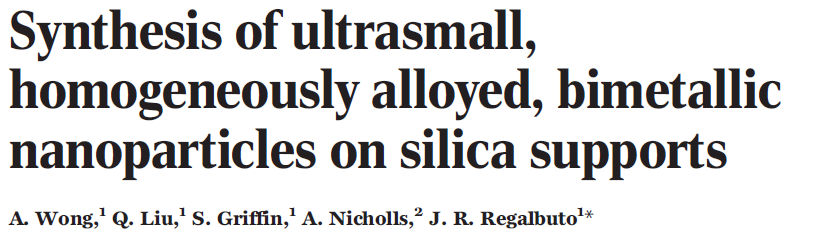 Synthesis of ultrasmall,
homogeneously alloyed, bimetallic
nanoparticles on silica supports
A. Wong,¹ Q. Liu,¹ S. Griffin,¹ A. Nicholls,² J. R. Regalbuto¹*